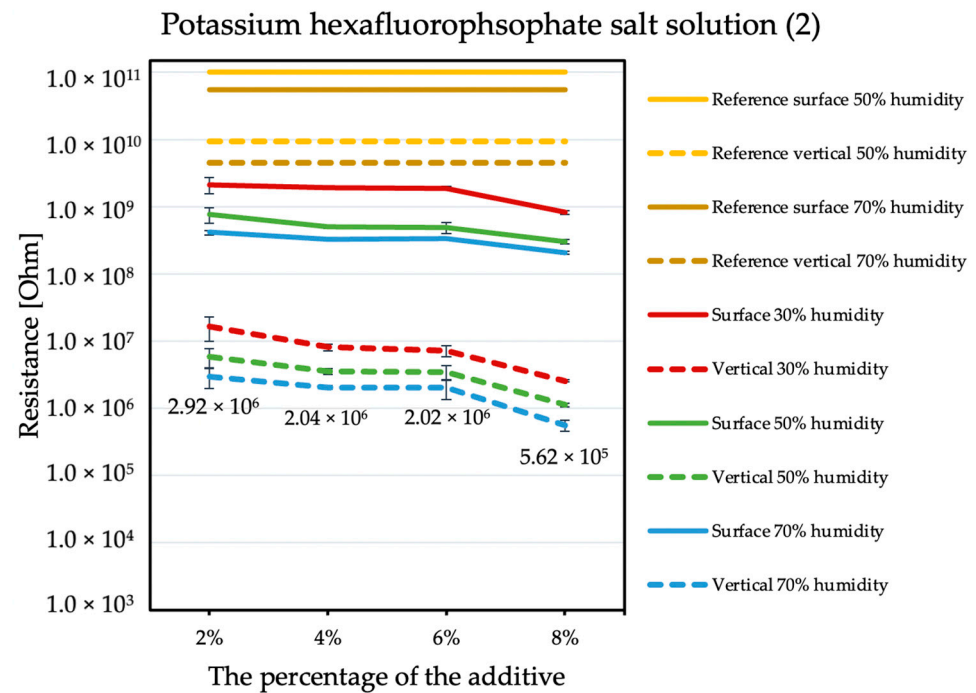 Potassium hexafluorophsophate salt solution (2)
Resistance [Ohm]
1.0 × 10¹¹
1.0 × 10¹⁰
1.0 × 10⁹
1.0 × 10⁸
1.0 × 10⁷
1.0 × 10⁶
1.0 × 10⁵
1.0 × 10⁴
1.0 × 10³
2.92 × 10⁶
2.04 × 10⁶
2.02 × 10⁶
5.62 × 10⁵
2%
4%
6%
8%
The percentage of the additive
Reference surface 50% humidity
Reference vertical 50% humidity
Reference surface 70% humidity
Reference vertical 70% humidity
Surface 30% humidity
Vertical 30% humidity
Surface 50% humidity
Vertical 50% humidity
Surface 70% humidity
Vertical 70% humidity